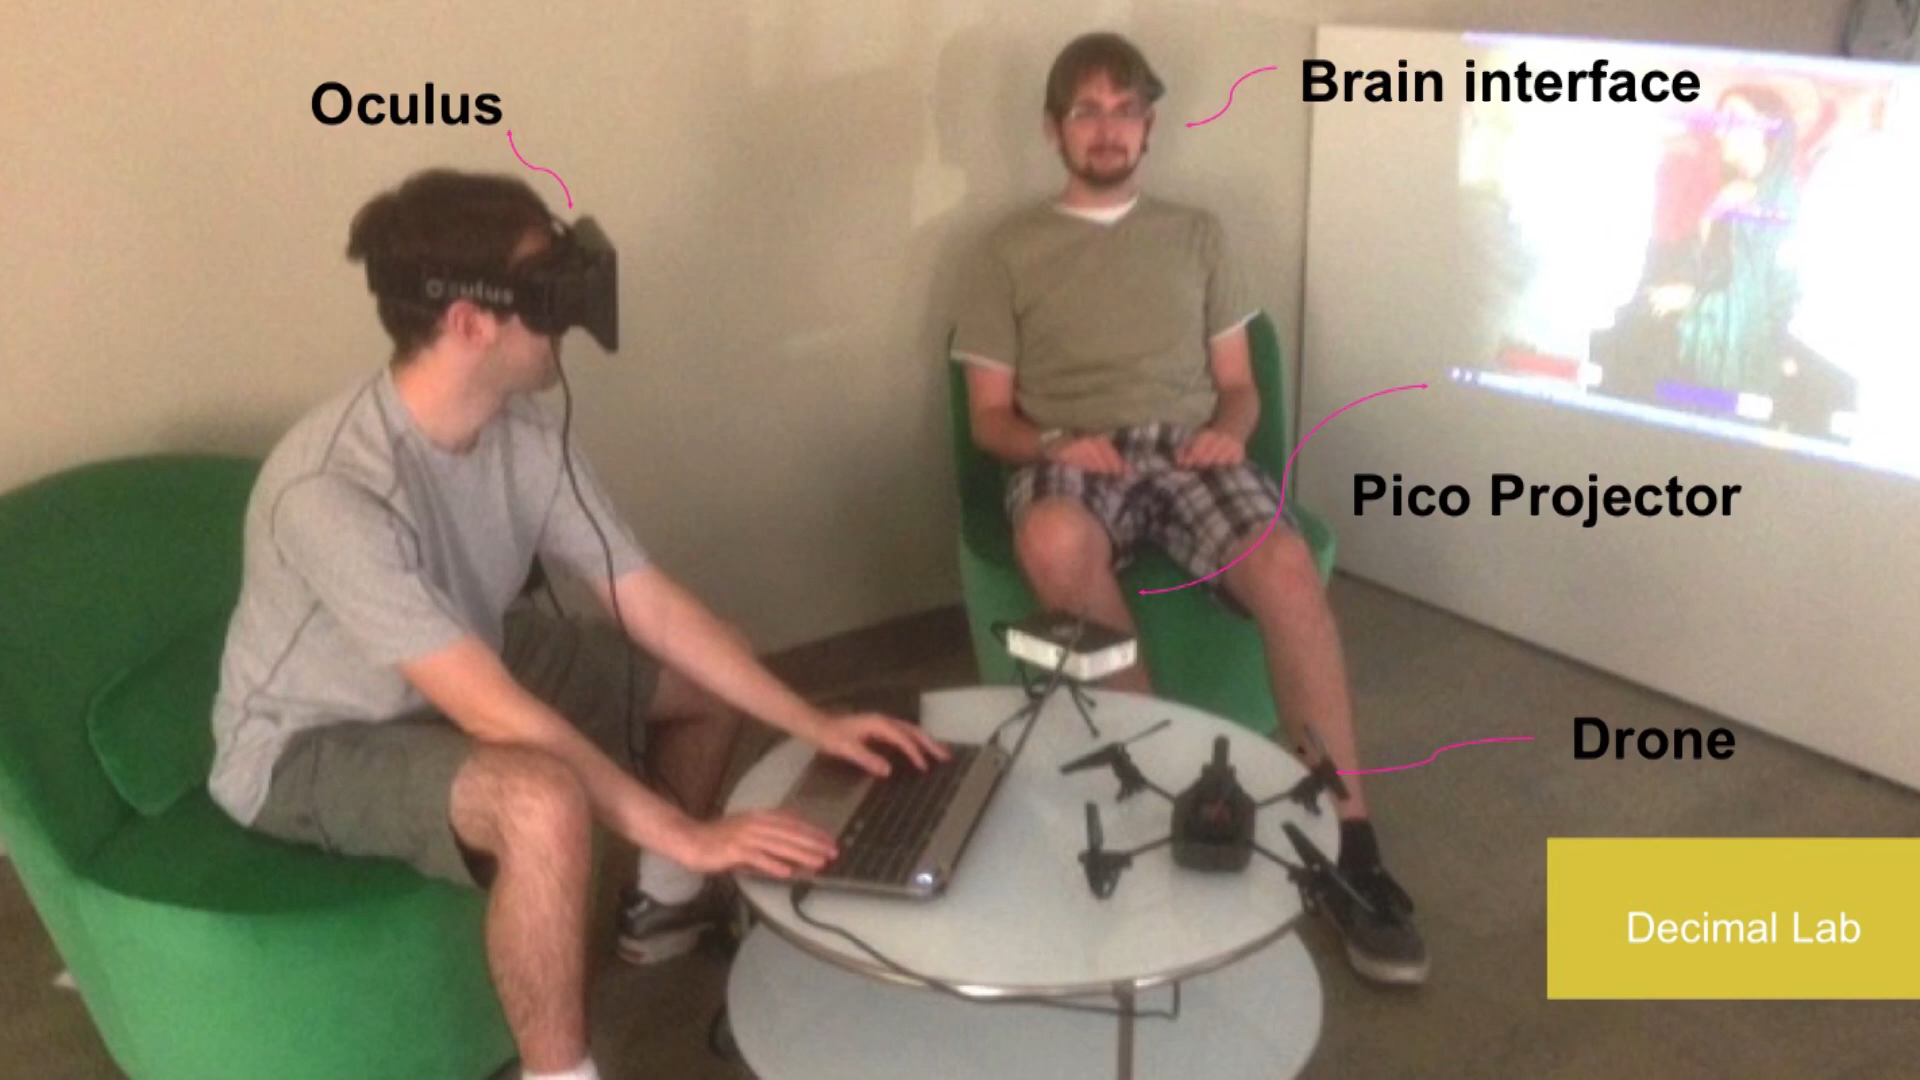 Oculus
Brain interface
Oculus
Pico Projector
Drone
Decimal Lab